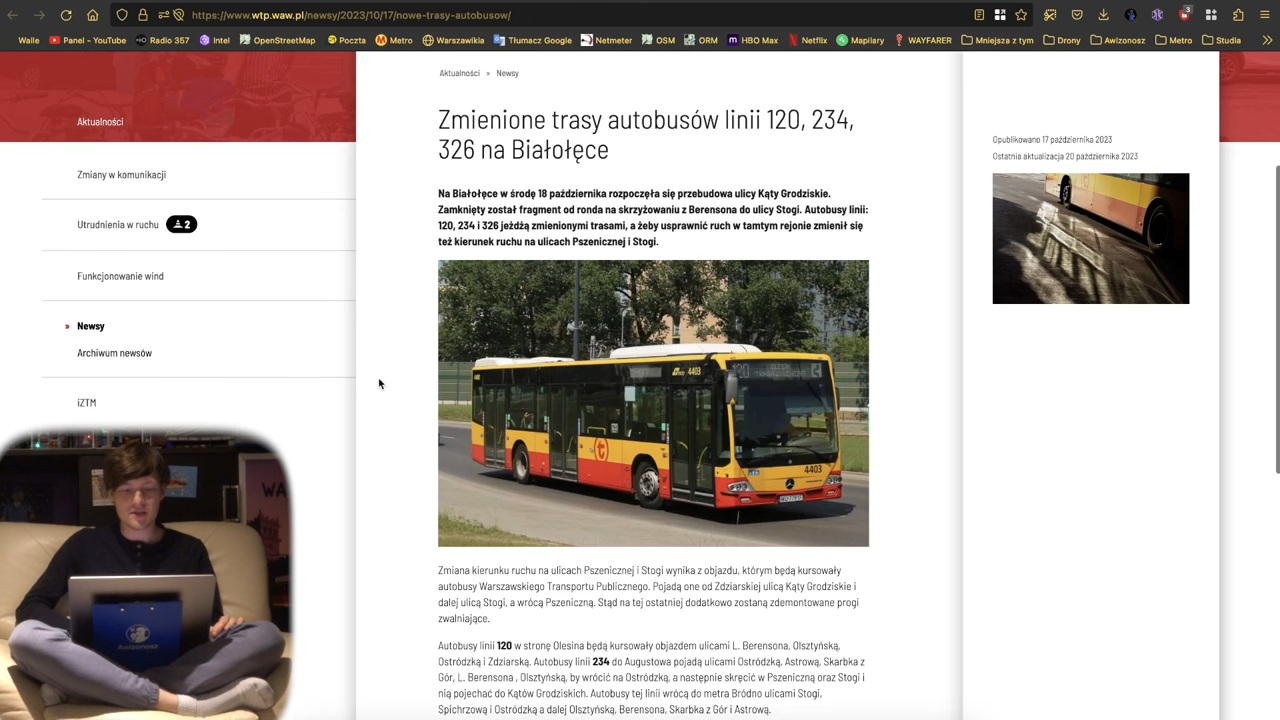 https://www.wtp.waw.pl/newsy/2023/10/17/nowe-trasy-autobusow/
3
Walle Panel – YouTube Radio 357 Intel OpenStreetMap Poczta Metro Warszawikia Tłumacz Google Netmeter OSM ORM HBO Max Netflix Mapilary WAYFARER Mniejsza z tym Drony Awizonosz Metro Studia
Aktualności » Newsy
Aktualności
Zmiany w komunikacji
Utrudnienia w ruchu 2
Funkcjonowanie wind
» Newsy
Archiwum newsów
iZTM
Zmienione trasy autobusów linii 120, 234,
326 na Białołęce
Na Białołęce w środę 18 października rozpoczęła się przebudowa ulicy Kąty Grodziskie.
Zamknięty został fragment od ronda na skrzyżowaniu z Berensona do ulicy Stogi. Autobusy linii:
120, 234 i 326 jeżdżą zmienionymi trasami, a żeby usprawnić ruch w tamtym rejonie zmienił się
też kierunek ruchu na ulicach Pszenicznej i Stogi.
4403
4403
Zmiana kierunku ruchu na ulicach Pszenicznej i Stogi wynika z objazdu, którym będą kursowały
autobusy Warszawskiego Transportu Publicznego. Pojadą one od Zdziarskiej ulicą Kąty Grodziskie i
dalej ulicą Stogi, a wrócą Pszeniczną. Stąd na tej ostatniej dodatkowo zostaną zdemontowane progi
zwalniające.
Autobusy linii 120 w stronę Olesina będą kursowały objazdem ulicami L. Berensona, Olsztyńską,
Ostródzką i Zdziarską. Autobusy linii 234 do Augustowa pojadą ulicami Ostródzką, Astrową, Skarbka z
Gór, L. Berensona , Olsztyńską, by wrócić na Ostródzką, a następnie skręcić w Pszeniczną oraz Stogi i
nią pojechać do Kątów Grodziskich. Autobusy tej linii wrócą do metra Bródno ulicami Stogi,
Spichrzową i Ostródzką a dalej Olsztyńską, Berensona, Skarbka z Gór i Astrową.
Opublikowano 17 października 2023
Ostatnia aktualizacja 20 października 2023
WA
Awizonosz